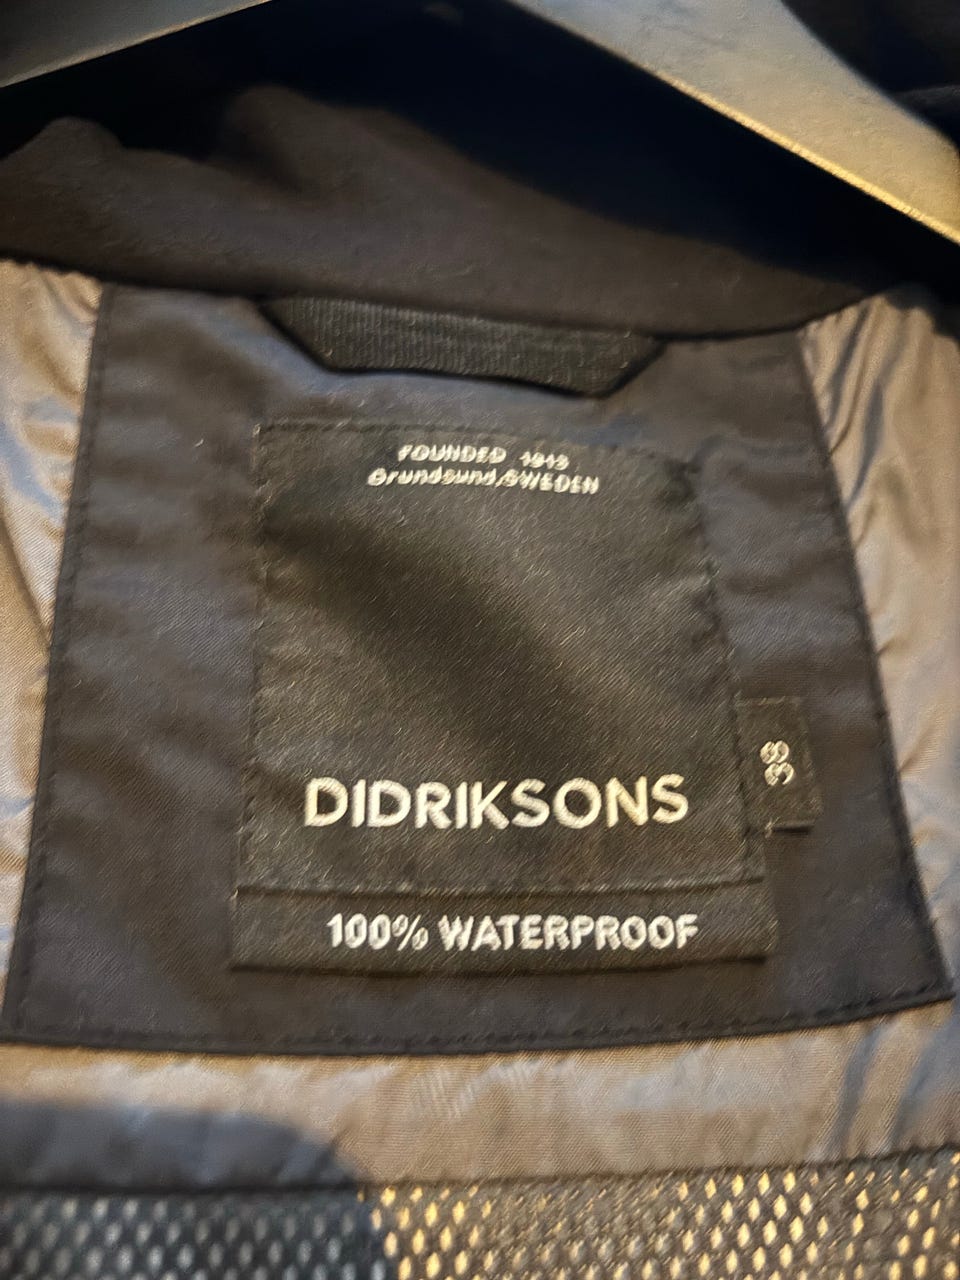 FOUNDED 1913
Grundsund,SWEDEN
DIDRIKSONS
38
100% WATERPROOF